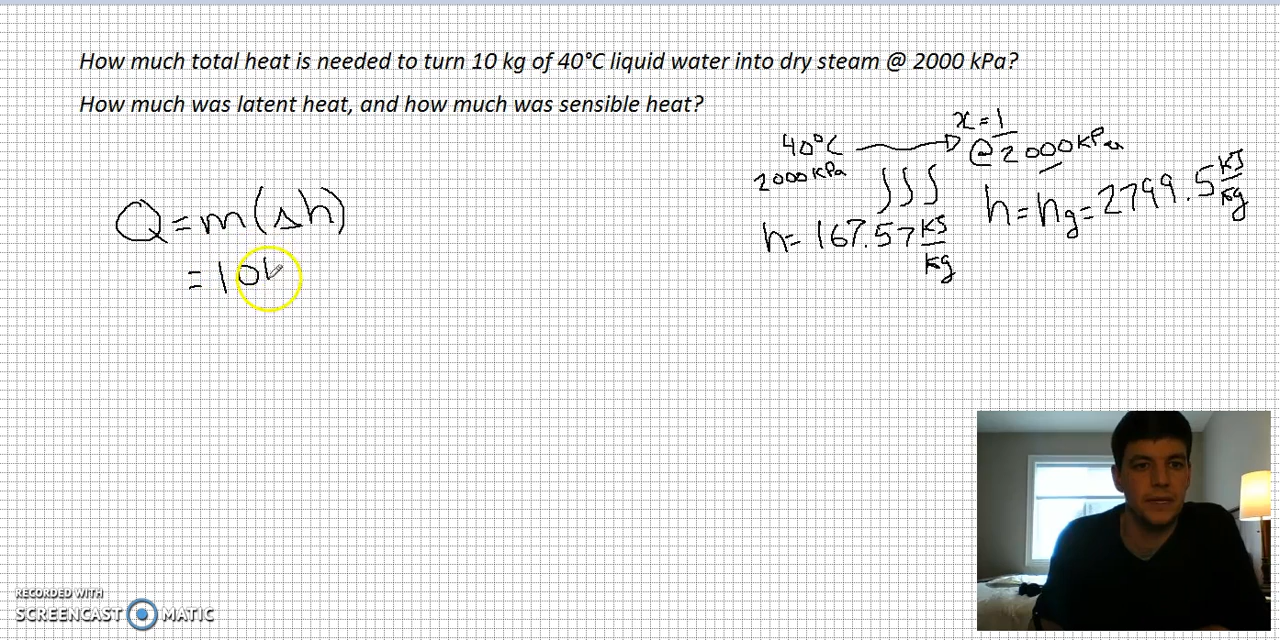 How much total heat is needed to turn 10 kg of 40°C liquid water into dry steam @ 2000 kPa?
How much was latent heat, and how much was sensible heat?
x = 1
40°C → @ 2000 kPa
2000 kPa
h = 167.57 kJ/kg
h = hg = 2799.5 kJ/kg
Q = m(Δh)
= 10
RECORDED WITH
SCREENCAST MATIC